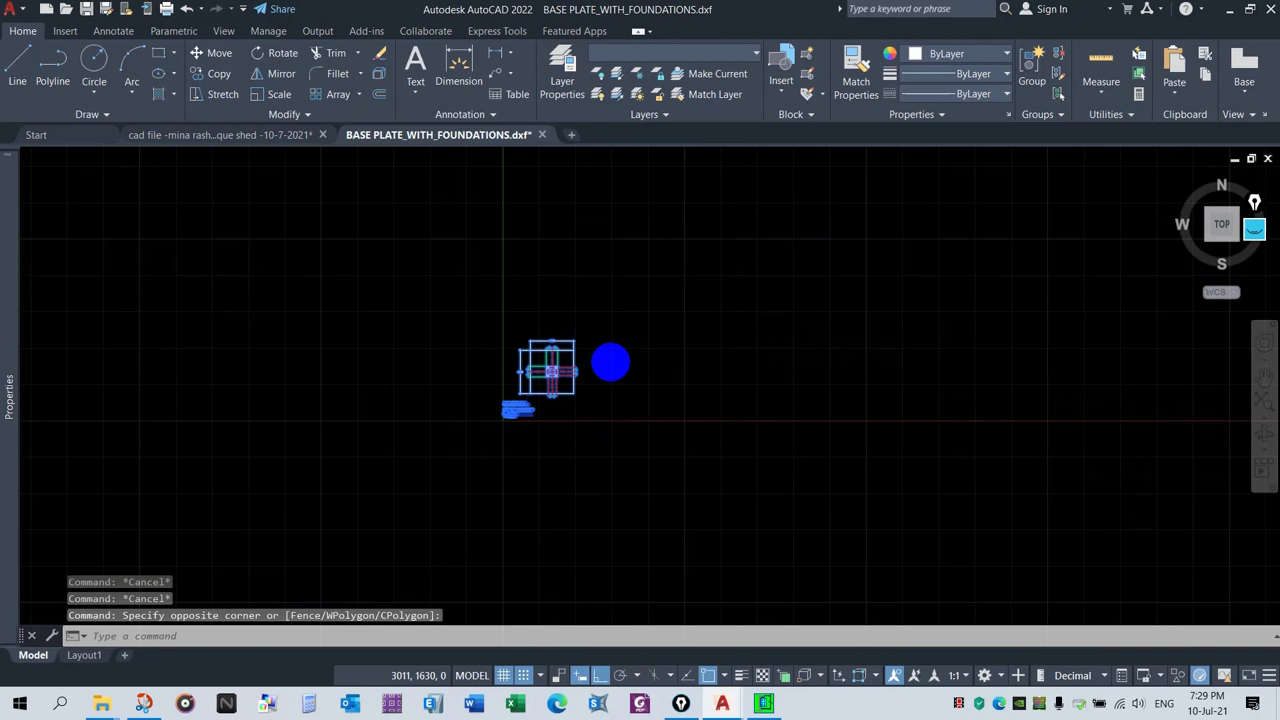 Share
Autodesk AutoCAD 2022 BASE PLATE_WITH_FOUNDATIONS.dxf
Type a keyword or phrase
Sign In
Home Insert Annotate Parametric View Manage Output Add-ins Collaborate Express Tools Featured Apps
Line Polyline Circle Arc
Move Rotate Trim
Copy Mirror Fillet
Stretch Scale Array
Text Dimension Table
Layer Properties
Make Current
Match Layer
Insert
Match Properties
ByLayer
ByLayer
ByLayer
Group
Measure
Paste
Base
Draw Modify Annotation Layers Block Properties Groups Utilities Clipboard View
Start cad file -mina rash...que shed -10-7-2021* BASE PLATE_WITH_FOUNDATIONS.dxf*
N
W TOP
S
WCS
Properties
Command: *Cancel*
Command: *Cancel*
Command: Specify opposite corner or [Fence/WPolygon/CPolygon]:
Type a command
Model Layout1
3011, 1630, 0 MODEL 1:1 Decimal
ENG
7:29 PM
10-Jul-21